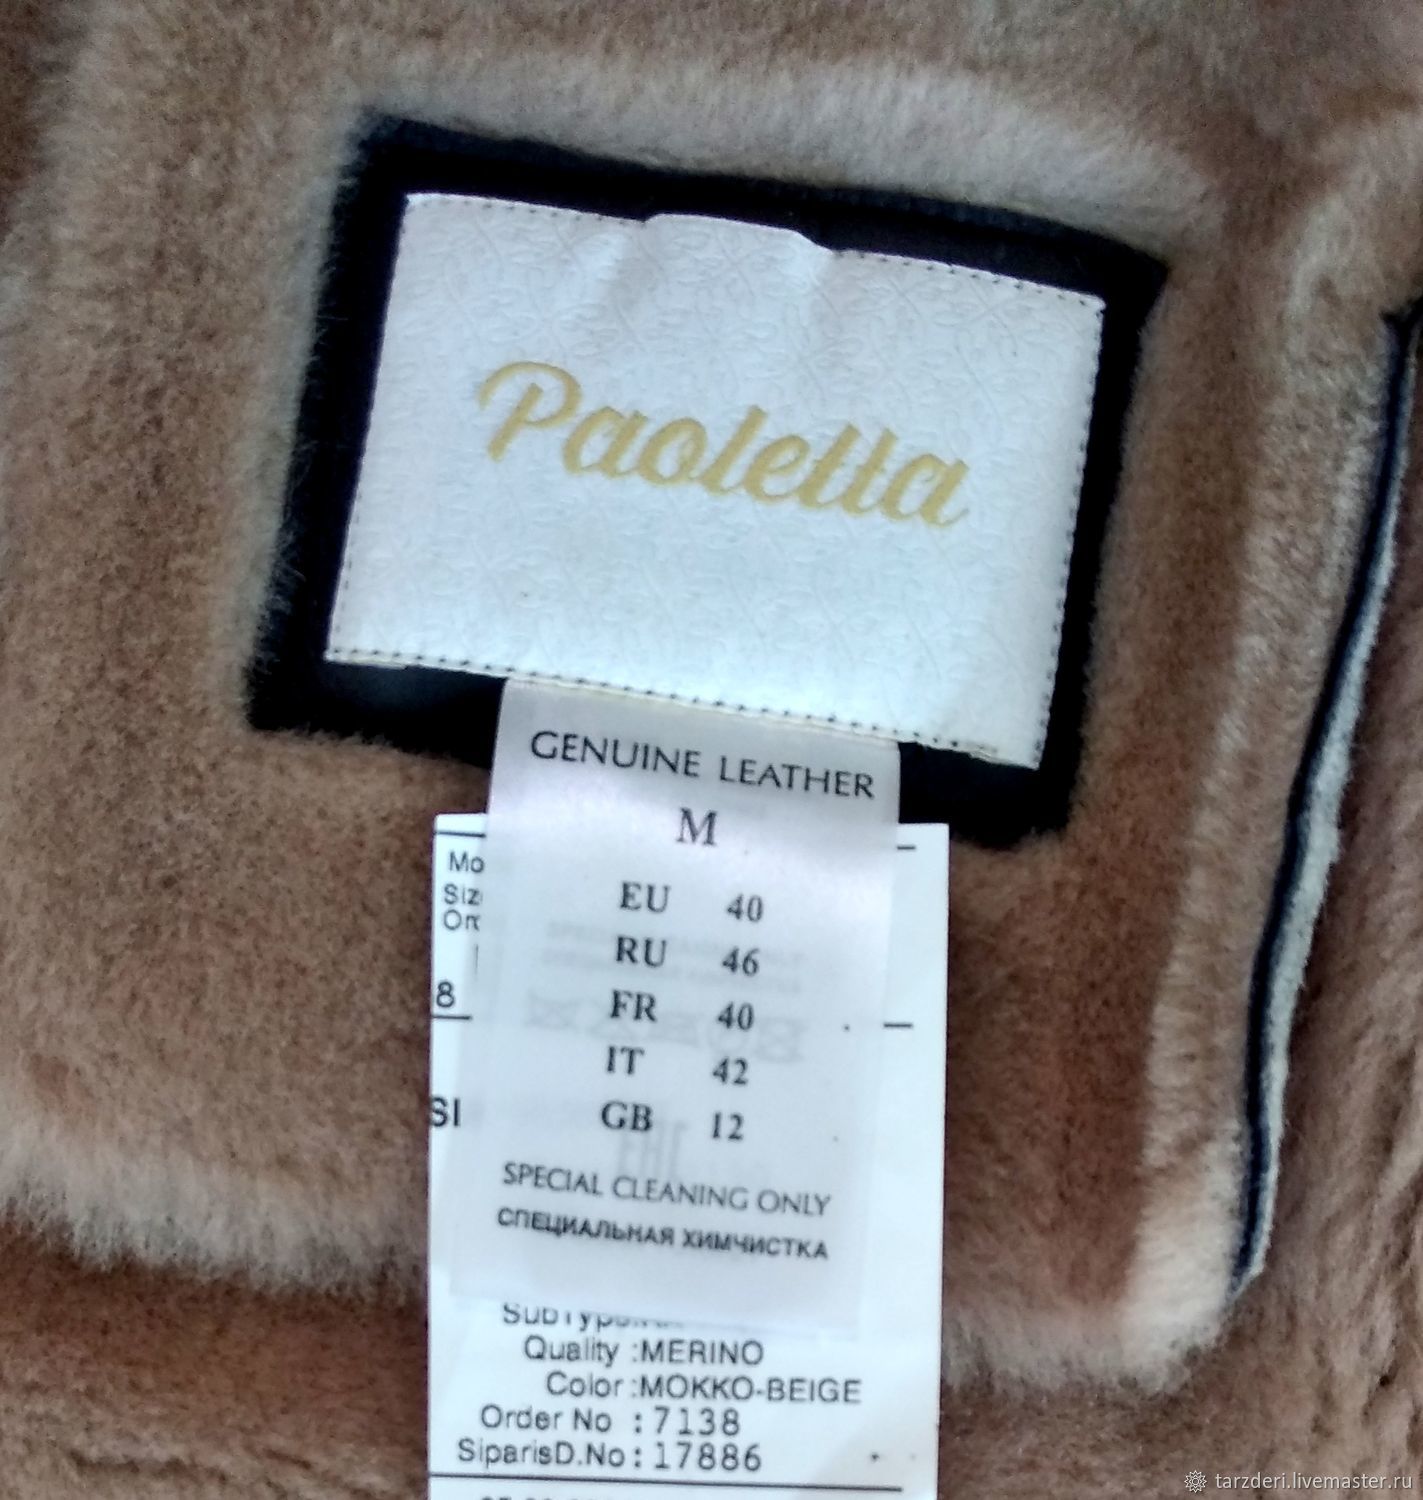 Paoletta
GENUINE LEATHER
M
EU 40
RU 46
FR 40
IT 42
GB 12
SPECIAL CLEANING ONLY
СПЕЦИАЛЬНАЯ ХИМЧИСТКА
8
Quality :MERINO
Color :MOKKO-BEIGE
Order No : 7138
SiparisD.No : 17886
tarzderi.livemaster.ru